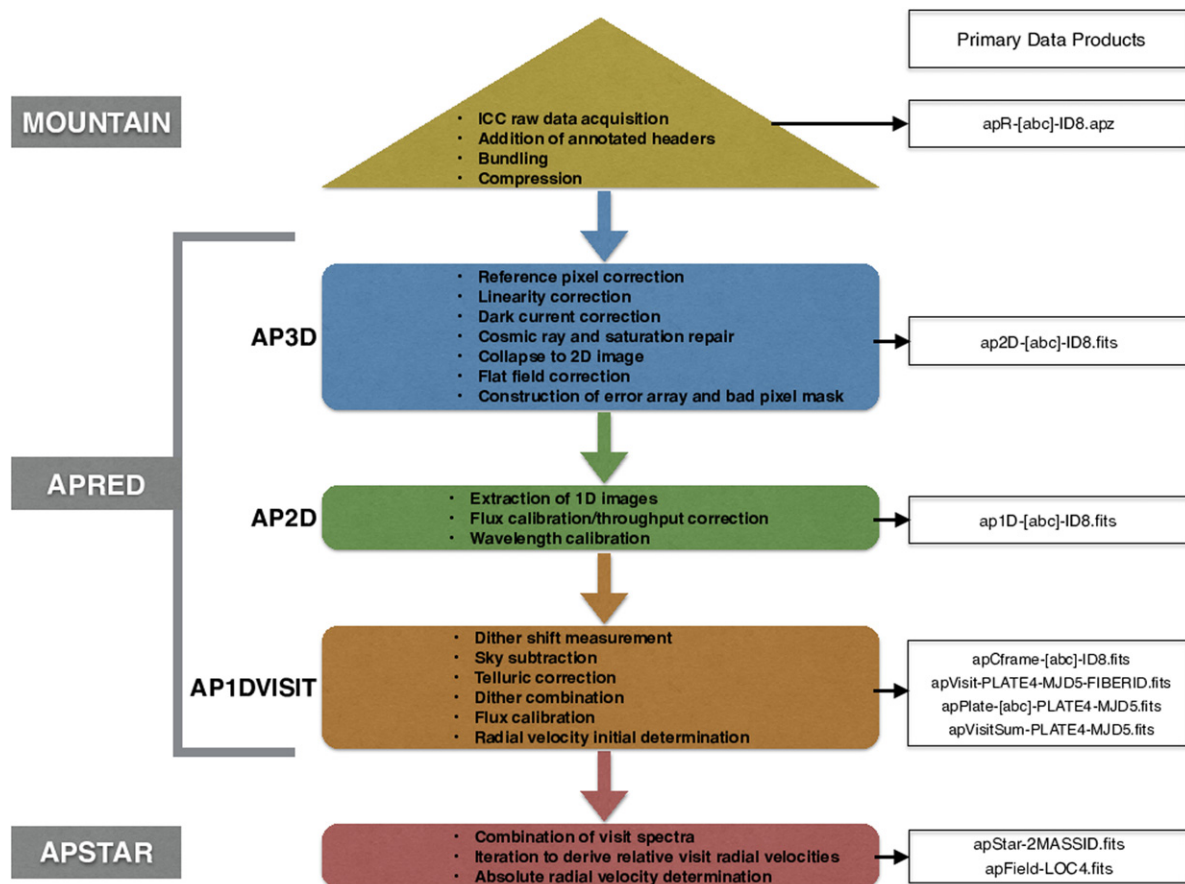 Primary Data Products
MOUNTAIN
• ICC raw data acquisition
• Addition of annotated headers
• Bundling
• Compression
apR-[abc]-ID8.apz
APRED
AP3D
• Reference pixel correction
• Linearity correction
• Dark current correction
• Cosmic ray and saturation repair
• Collapse to 2D image
• Flat field correction
• Construction of error array and bad pixel mask
ap2D-[abc]-ID8.fits
AP2D
• Extraction of 1D images
• Flux calibration/throughput correction
• Wavelength calibration
ap1D-[abc]-ID8.fits
AP1DVISIT
• Dither shift measurement
• Sky subtraction
• Telluric correction
• Dither combination
• Flux calibration
• Radial velocity initial determination
apCframe-[abc]-ID8.fits
apVisit-PLATE4-MJD5-FIBERID.fits
apPlate-[abc]-PLATE4-MJD5.fits
apVisitSum-PLATE4-MJD5.fits
APSTAR
• Combination of visit spectra
• Iteration to derive relative visit radial velocities
• Absolute radial velocity determination
apStar-2MASSID.fits
apField-LOC4.fits